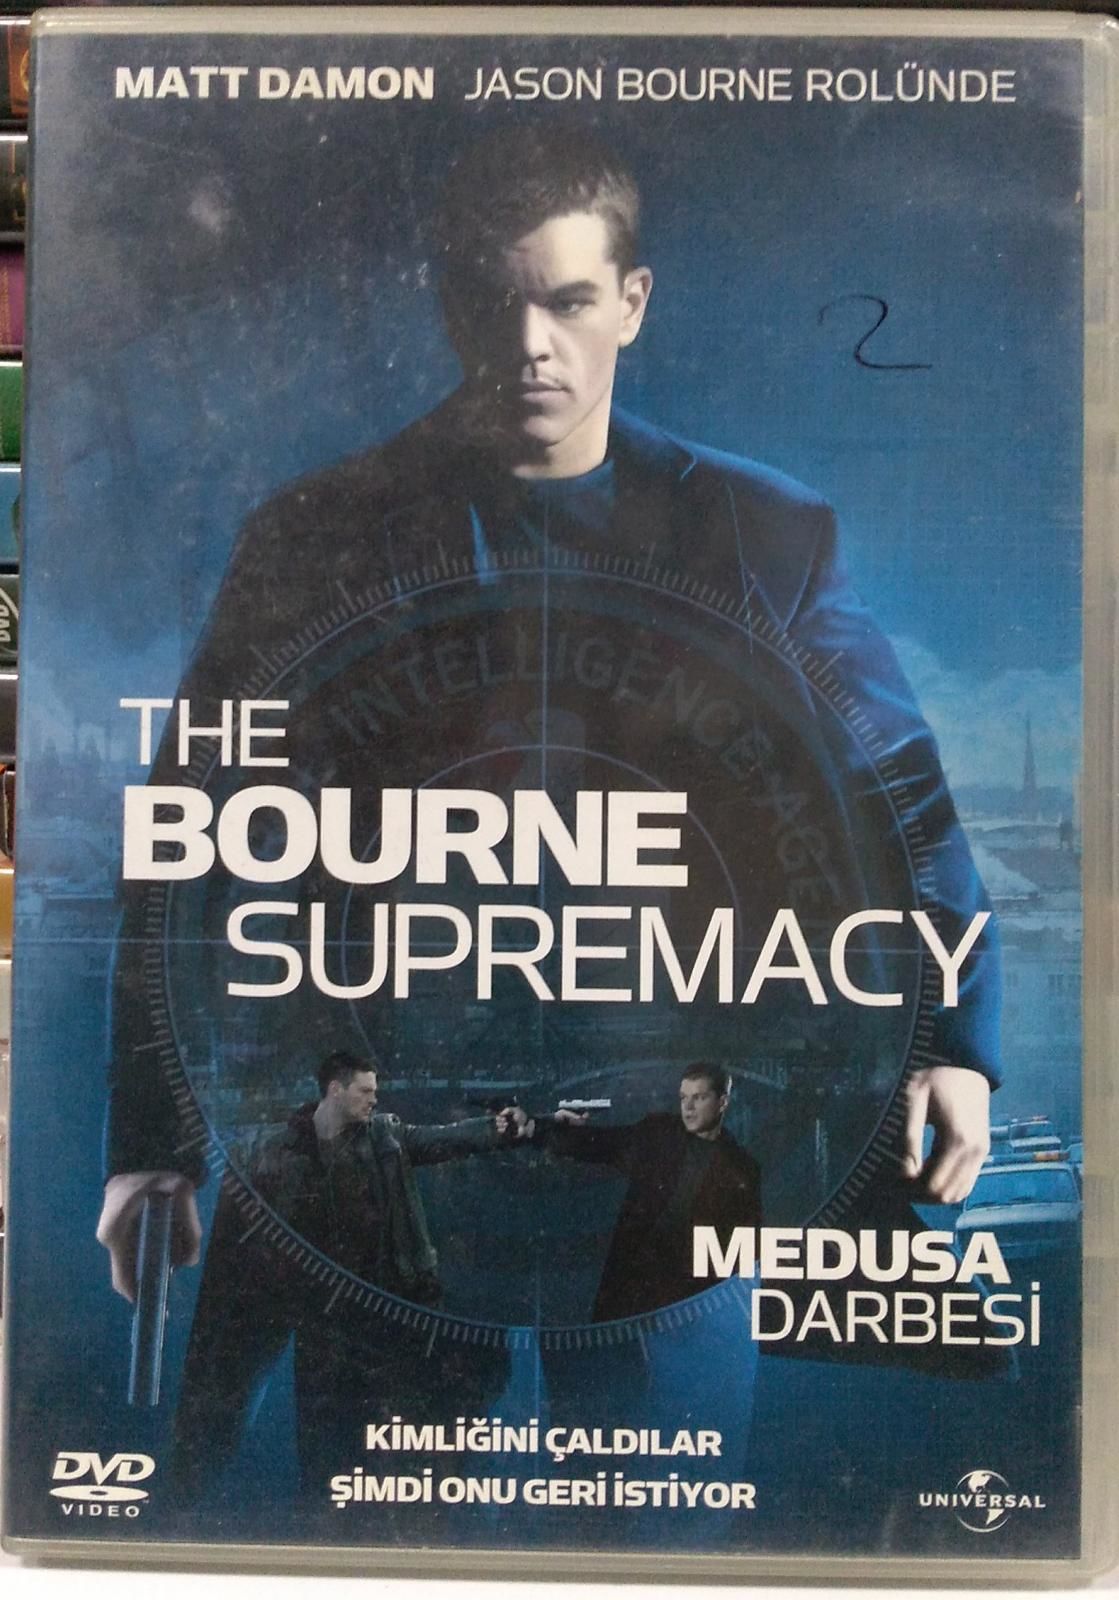 MATT DAMON JASON BOURNE ROLÜNDE
2
INTELLIGENCE AGE
THE
BOURNE
SUPREMACY
MEDUSA
DARBESİ
KİMLİĞİNİ ÇALDILAR
ŞİMDİ ONU GERİ İSTİYOR
DVD
VIDEO
UNIVERSAL
DVD